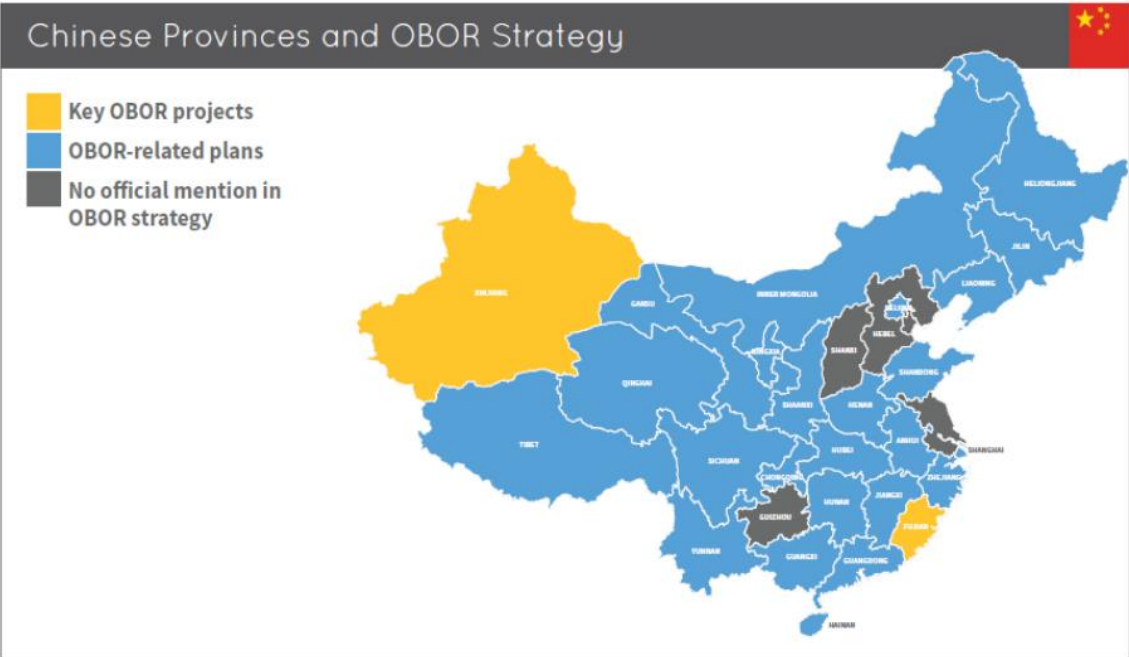 Chinese Provinces and OBOR Strategy
Key OBOR projects
OBOR-related plans
No official mention in
OBOR strategy
HELIONGJIANG
JILIN
LIAONING
INNER MONGOLIA
XINJIANG
GANSU
BEIJING
HEBEI
SHANXI
NINGXIA
SHANDONG
QINGHAI
SHAANXI
HENAN
TIBET
ANHUI
SHANGHAI
HUBEI
SICHUAN
CHONGQING
ZHEJIANG
HUNAN
JIANGXI
GUIZHOU
FUJIAN
YUNNAN
GUANGXI
GUANGDONG
HAINAN